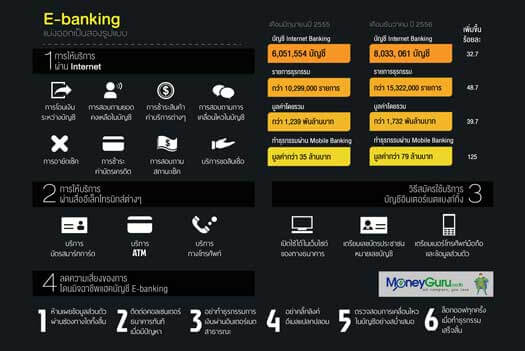 E-banking
แบ่งออกเป็นสองรูปแบบ
1 การให้บริการ
ผ่าน Internet
การโอนเงิน
ระหว่างบัญชี
การสอบถามยอด
คงเหลือในบัญชี
การชำระสินค้า
ค่าบริการต่างๆ
การสอบถามการ
เคลื่อนไหวในบัญชี
การอายัดเช็ค
การชำระ
ค่าบัตรเครดิต
การสอบถาม
สถานะเช็ค
บริการขอสินเชื่อ
เดือนมิถุนายนปี 2555
เดือนธันวาคม ปี 2556
เพิ่มขึ้น
ร้อยละ
บัญชี Internet Banking
บัญชี Internet Banking
6,051,554 บัญชี
8,033, 061 บัญชี
32.7
รายการธุรกรรม
รายการธุรกรรม
กว่า 10,299,000 รายการ
กว่า 15,322,000 รายการ
48.7
มูลค่าโดยรวม
มูลค่าโดยรวม
กว่า 1,239 พันล้านบาท
กว่า 1,732 พันล้านบาท
39.7
ทำธุรกรรมผ่าน Mobile Banking
ทำธุรกรรมผ่าน Mobile Banking
มูลค่ากว่า 35 ล้านบาท
มูลค่ากว่า 79 ล้านบาท
125
2 การให้บริการ
ผ่านสื่ออิเล็กโทรนิกส์ต่างๆ
บริการ
บัตรสมาร์ทการ์ด
บริการ
ATM
บริการ
ทางโทรศัพท์
วิธีสมัครใช้บริการ
บัญชีอินเตอร์เนตแบงก์กิ้ง 3
เปิดใช้ได้ในเว็บไซต์
ของทางธนาคาร
เตรียมเลขบัตรประชาชน
หมายเลขบัญชี
เตรียมเบอร์โทรศัพท์มือถือ
และข้อมูลส่วนตัว
MoneyGuru.co.th
4 ลดความเสี่ยงของการ
โดนมิจฉาชีพแฮคบัญชี E-banking
1 ห้ามเผยข้อมูลส่วนตัว
ผ่านช่องทางใดทั้งสิ้น
2 ติดต่อคอลเซนเตอร์
ธนาคารทันที
เมื่อมีปัญหา
3 อย่าทำธุรกรรมการ
เงินผ่านอินเตอร์เนต
สาธารณะ
4 อย่าคลิ้กลิงค์
อีเมลแปลกปลอม
5 ตรวจสอบการเคลื่อนไหว
ในบัญชีอย่างสม่ำเสมอ
6 ล็อกออฟทุกครั้ง
เมื่อทำธุรกรรม
เสร็จสิ้น